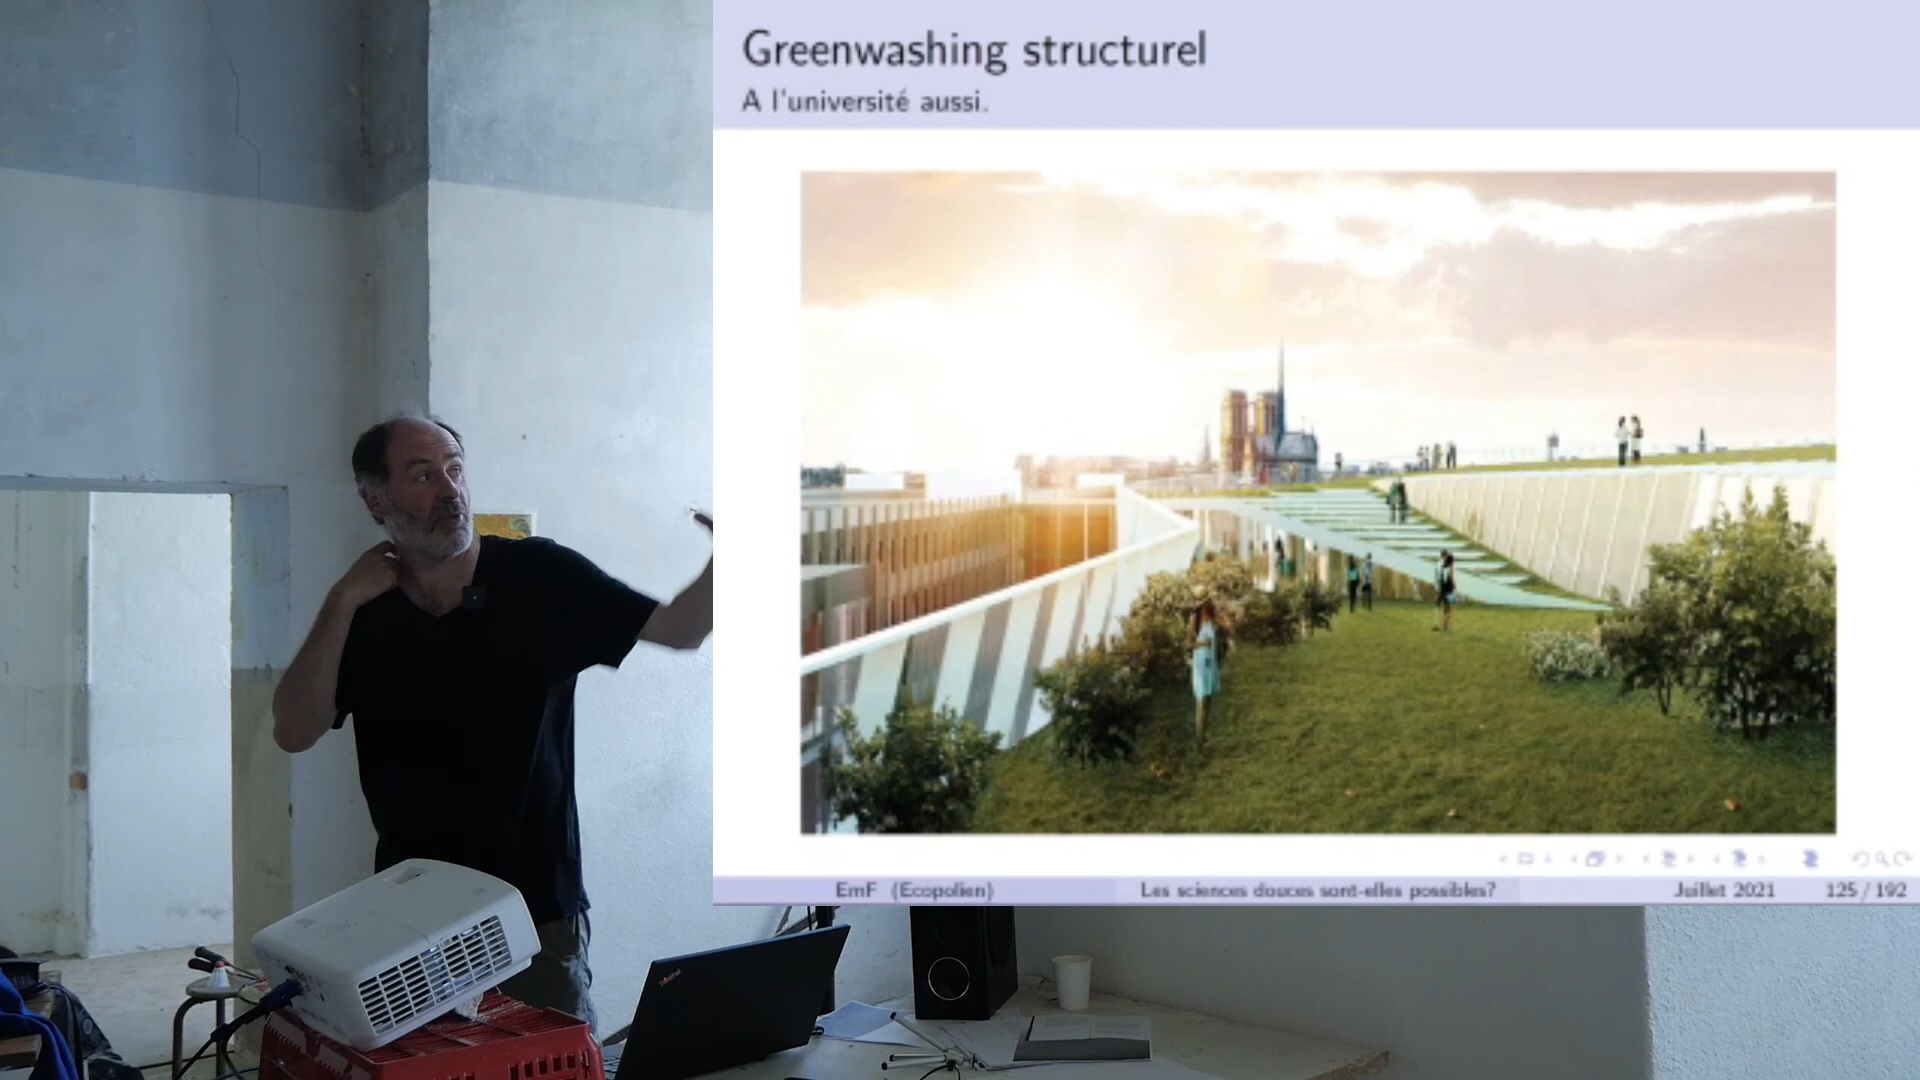 Greenwashing structurel
A l'université aussi.
EmF (Ecopolien)
Les sciences douces sont-elles possibles?
Juillet 2021
125 / 192